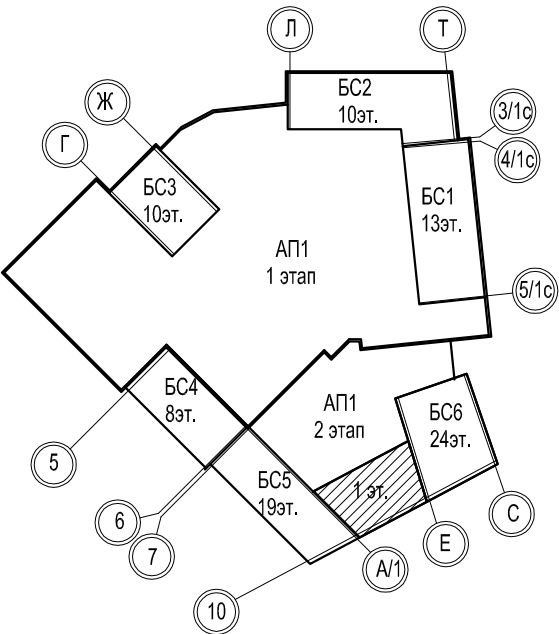 Л
Т
Ж
Г
БС2
10эт.
3/1с
4/1с
БС3
10эт.
БС1
13эт.
АП1
1 этап
5/1с
БС4
8эт.
АП1
2 этап
БС6
24эт.
5
БС5
19эт.
1 эт.
6
7
С
Е
А/1
10